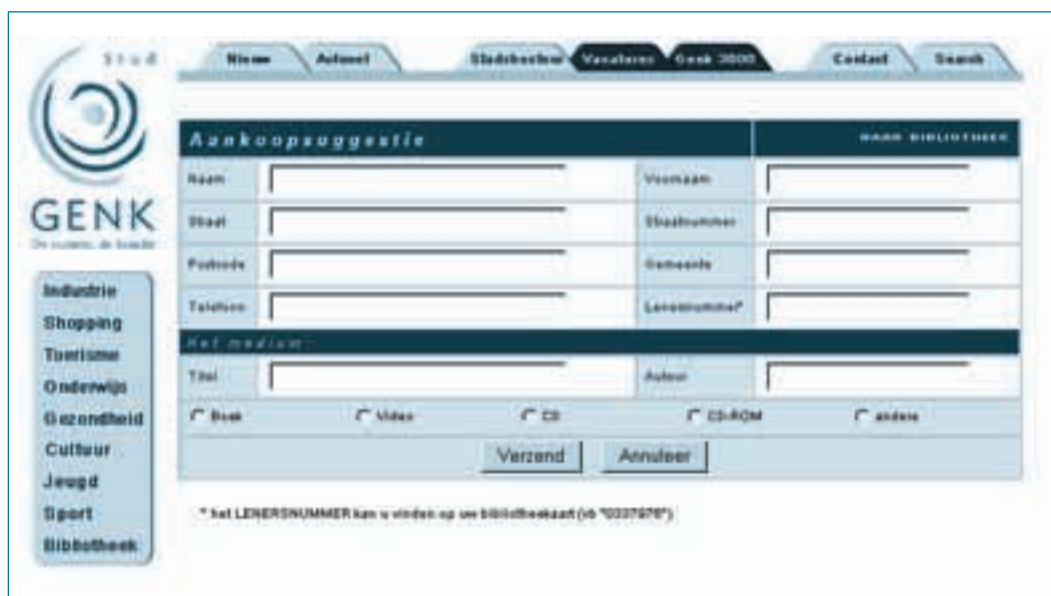 Stad
Nieuw Actueel Stadsbestuur Vacatures Genk 2000 Contact Search
GENK
Aankoopsuggestie NAAR BIBLIOTHEEK
Naam Voornaam
Straat Straatnummer
Postcode Gemeente
Telefoon Lenersnummer*
Het medium:
Titel Auteur
Boek Video CD CD-ROM andere
Verzend Annuleer
* het LENERSNUMMER kan u vinden op uw bibliotheekkaart (vb
Industrie
Shopping
Toerisme
Onderwijs
Gezondheid
Cultuur
Jeugd
Sport
Bibliotheek